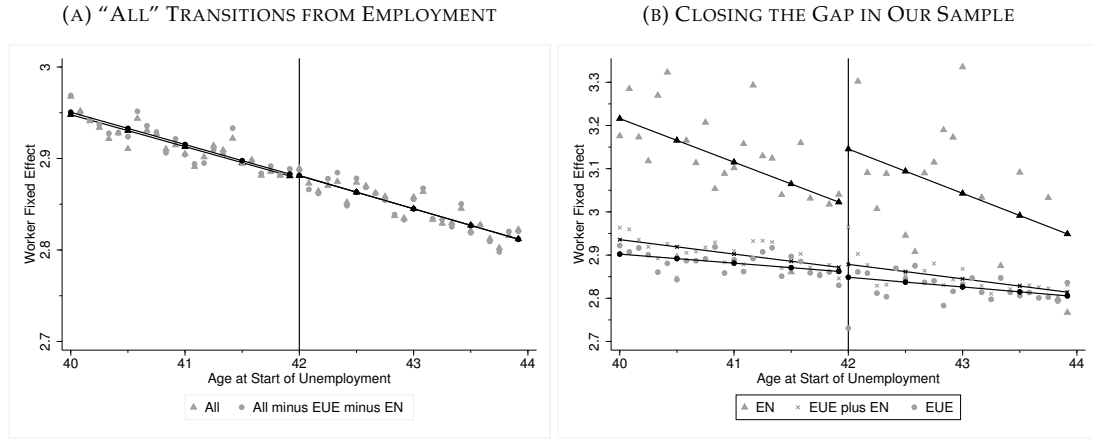 (A) “ALL” TRANSITIONS FROM EMPLOYMENT
3
2.9
2.8
2.7
Worker Fixed Effect
40 41 42 43 44
Age at Start of Unemployment
All All minus EUE minus EN
(B) CLOSING THE GAP IN OUR SAMPLE
3.3
3.2
3.1
3
2.9
2.8
2.7
Worker Fixed Effect
40 41 42 43 44
Age at Start of Unemployment
EN EUE plus EN EUE